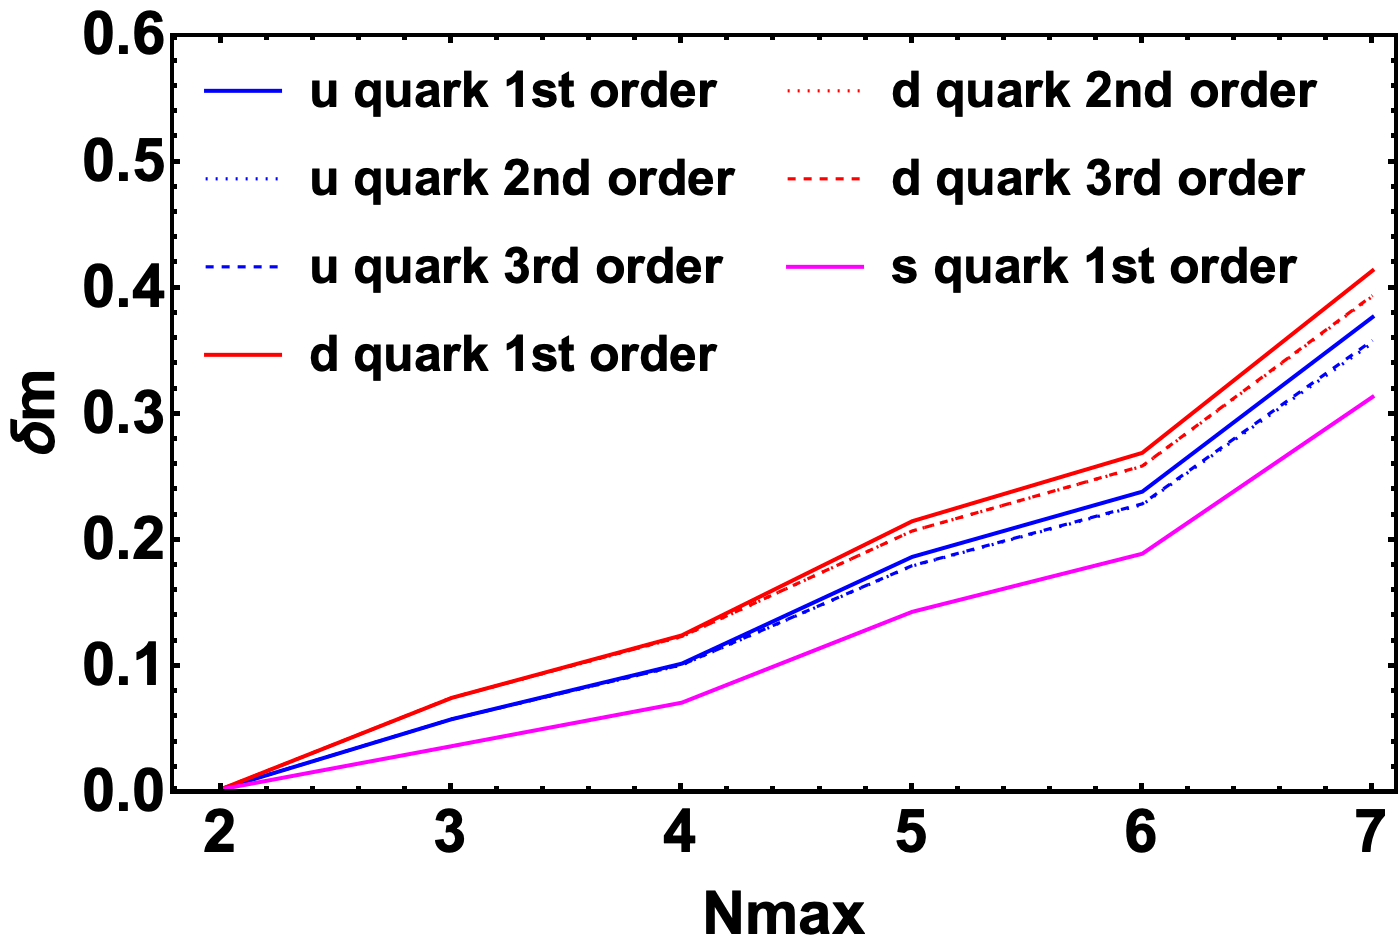 0.6
0.5
0.4
0.3
0.2
0.1
0.0
δm
u quark 1st order
u quark 2nd order
u quark 3rd order
d quark 1st order
d quark 2nd order
d quark 3rd order
s quark 1st order
2 3 4 5 6 7
Nmax